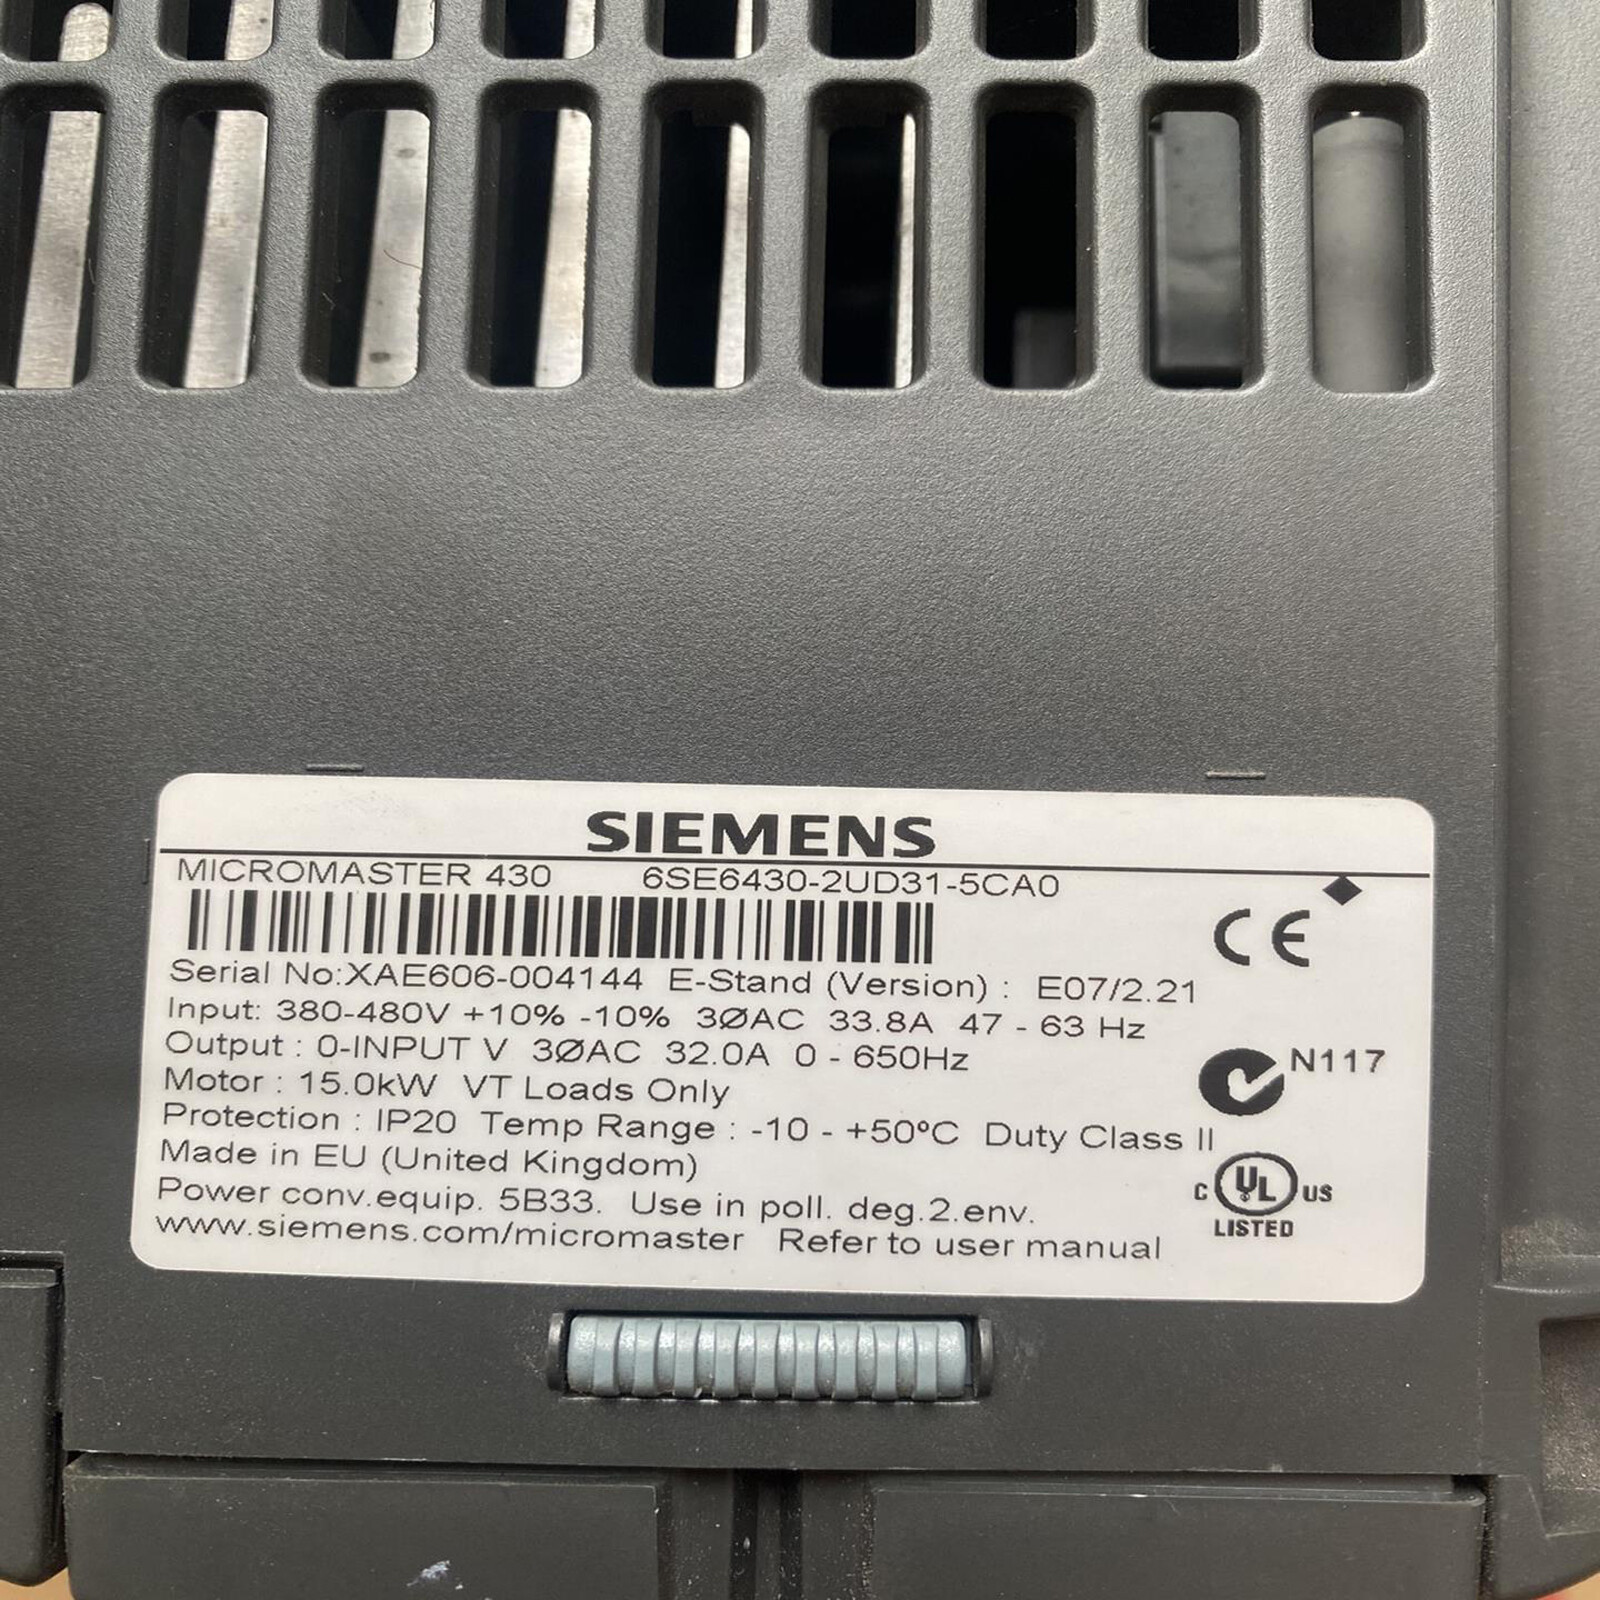 SIEMENS
MICROMASTER 430 6SE6430-2UD31-5CA0
CE
Serial No:XAE606-004144 E-Stand (Version) : E07/2.21
Input: 380-480V +10% -10% 3ØAC 33.8A 47 - 63 Hz
Output : 0-INPUT V 3ØAC 32.0A 0 - 650Hz
N117
Motor : 15.0kW VT Loads Only
Protection : IP20 Temp Range : -10 - +50ºC Duty Class II
Made in EU (United Kingdom)
C UL US
LISTED
Power conv.equip. 5B33. Use in poll. deg.2.env.
www.siemens.com/micromaster Refer to user manual